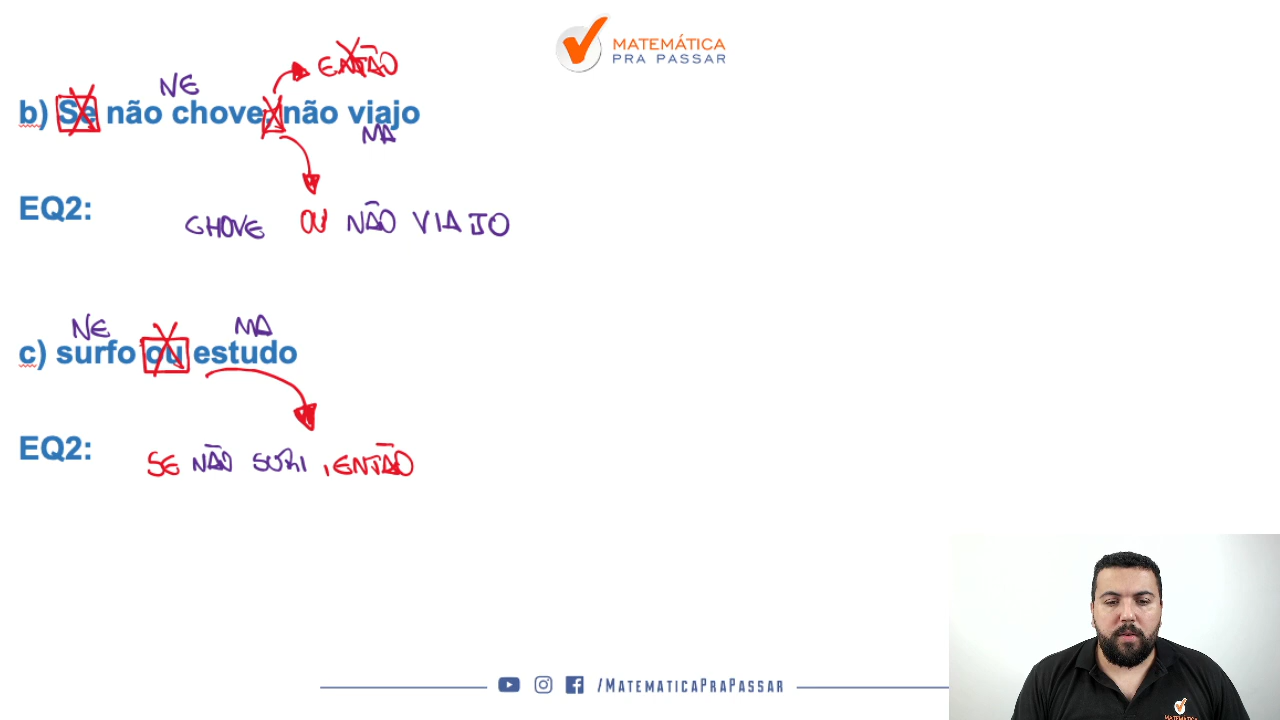 MATEMÁTICA
PRA PASSAR
ENTÃO
NE
b) Se não chove, não viajo
MA
EQ2:
CHOVE OU NÃO VIAJO
NE MA
c) surfo ou estudo
EQ2:
SE NÃO , ENTÃO
/MATEMATICAPRAPASSAR